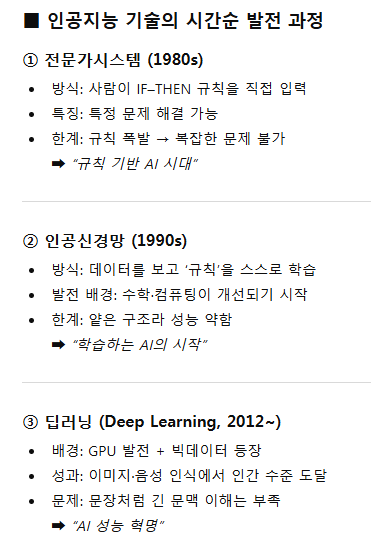 ■ 인공지능 기술의 시간순 발전 과정
① 전문가시스템 (1980s)
• 방식: 사람이 IF–THEN 규칙을 직접 입력
• 특징: 특정 문제 해결 가능
• 한계: 규칙 폭발 → 복잡한 문제 불가
➡ “규칙 기반 AI 시대”
② 인공신경망 (1990s)
• 방식: 데이터를 보고 ‘규칙’을 스스로 학습
• 발전 배경: 수학·컴퓨팅이 개선되기 시작
• 한계: 얕은 구조라 성능 약함
➡ “학습하는 AI의 시작”
③ 딥러닝 (Deep Learning, 2012~)
• 배경: GPU 발전 + 빅데이터 등장
• 성과: 이미지·음성 인식에서 인간 수준 도달
• 문제: 문장처럼 긴 문맥 이해는 부족
➡ “AI 성능 혁명”